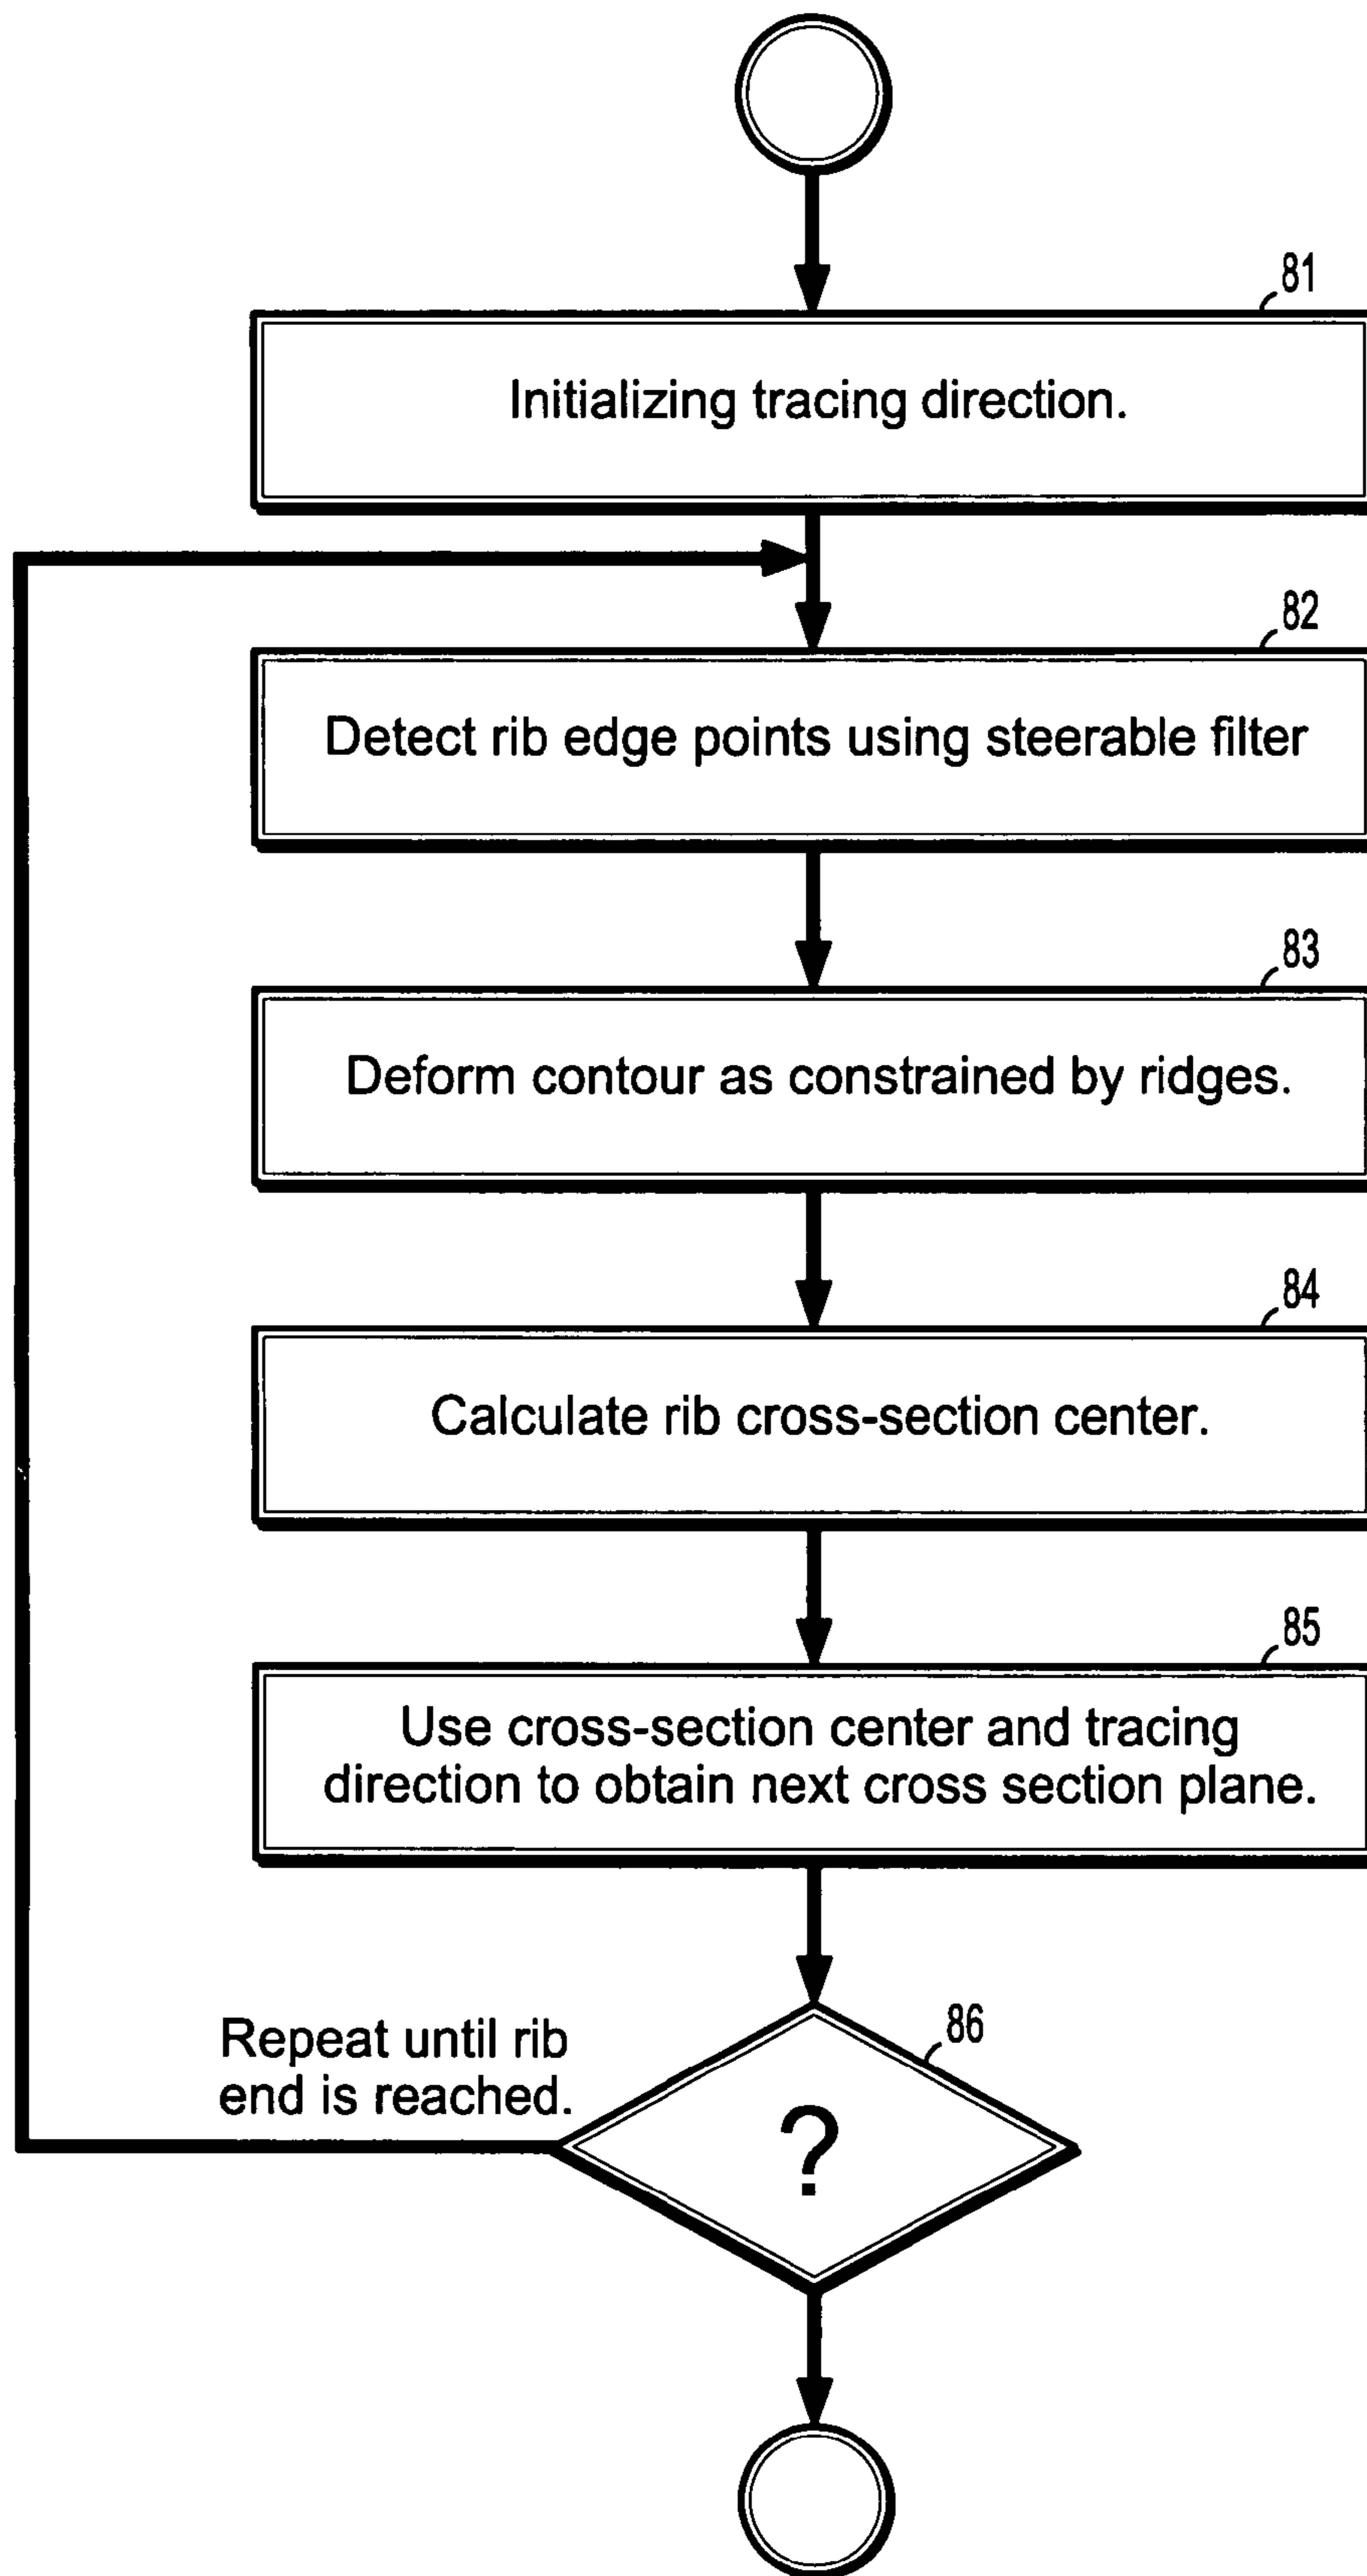 81
Initializing tracing direction.
82
Detect rib edge points using steerable filter
83
Deform contour as constrained by ridges.
84
Calculate rib cross-section center.
85
Use cross-section center and tracing
direction to obtain next cross section plane.
86
Repeat until rib
end is reached.
?